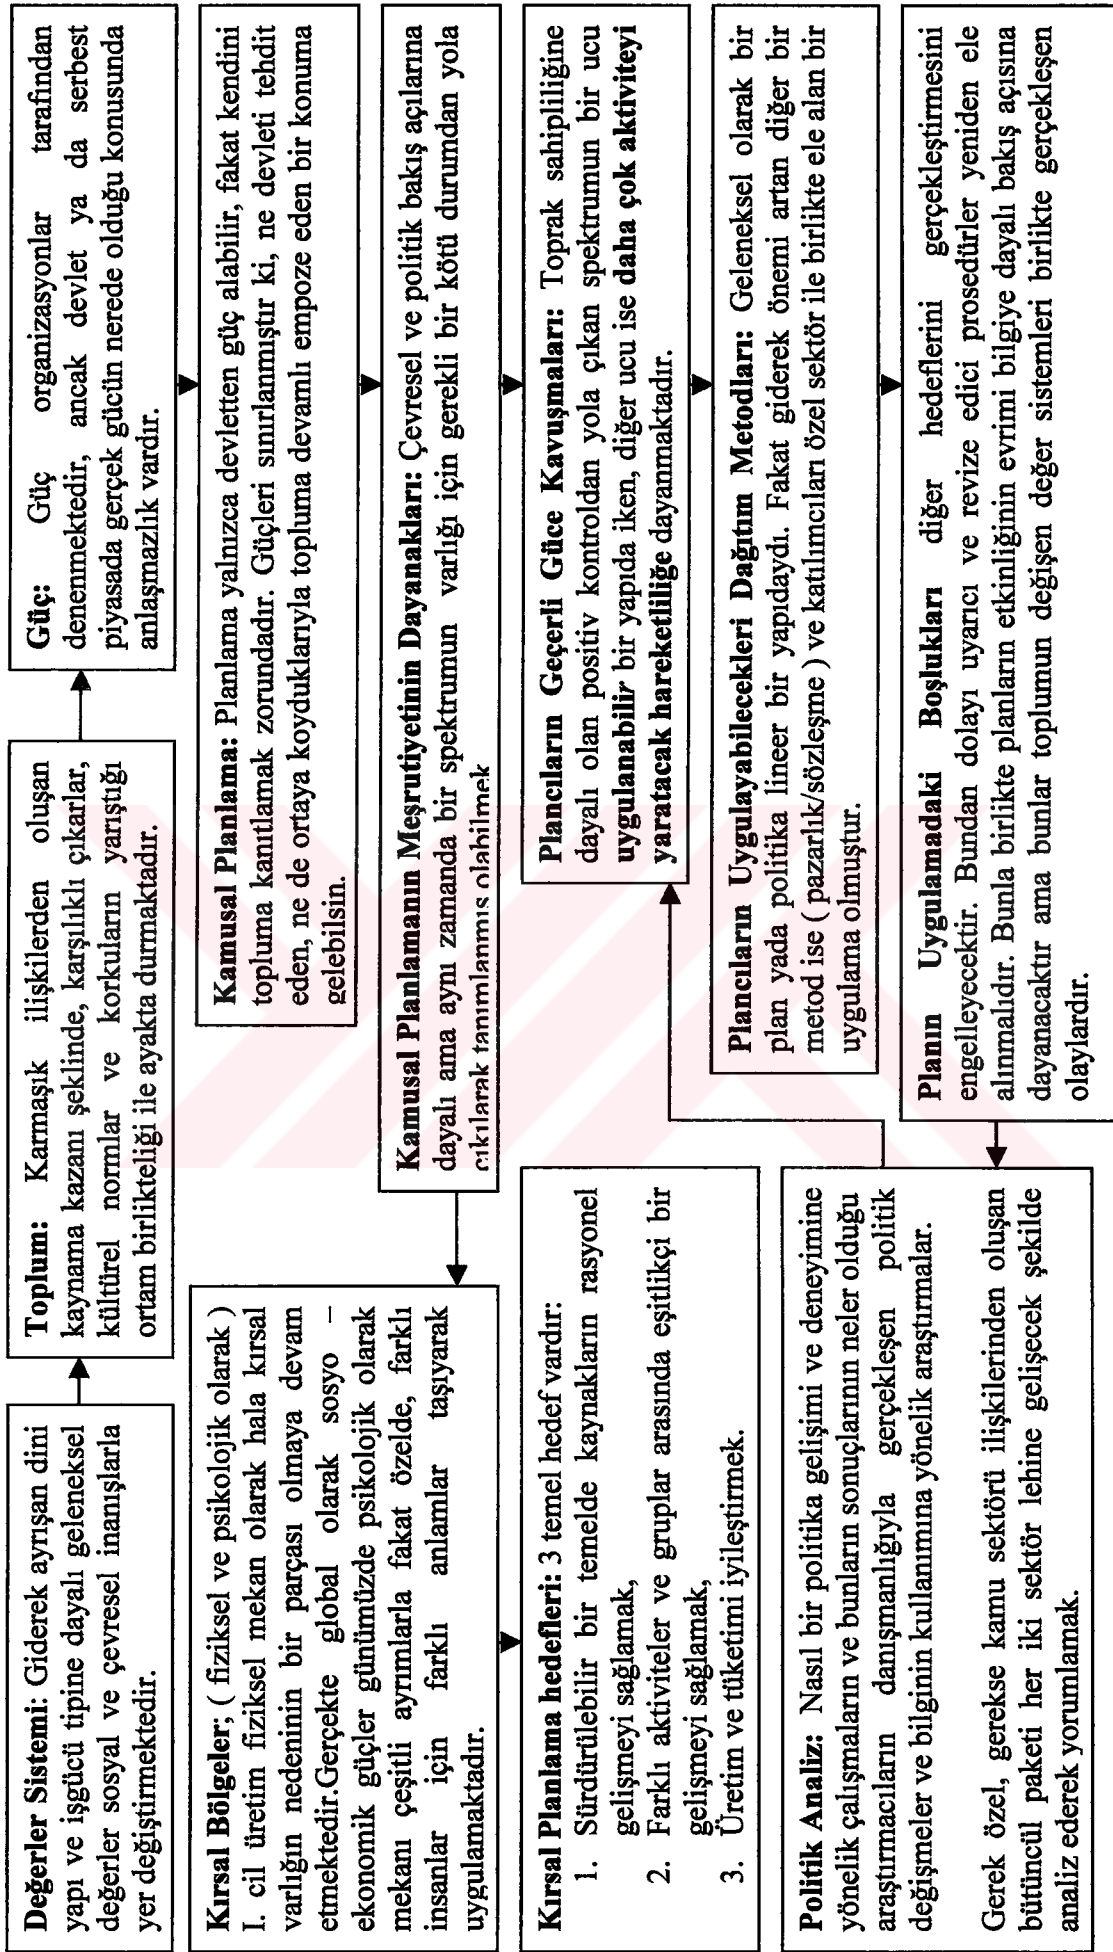 Değerler Sistemi: Giderek ayrışan dini
yapı ve işgücü tipine dayalı geleneksel
değerler sosyal ve çevresel inanışlarla
yer değiştirmektedir.
Toplum: Karmaşık ilişkilerden oluşan
kaynama kazanı şeklinde, karşılıklı çıkarlar,
kültürel normlar ve korkuların yarıştığı
ortam birlikteliği ile ayakta durmaktadır.
Güç: Güç organizasyonlar tarafından
denenmektedir, ancak devlet ya da serbest
piyasada gerçek gücün nerede olduğu konusunda
anlaşmazlık vardır.
Kamusal Planlama: Planlama yalnızca devletten güç alabilir, fakat kendini
topluma kanıtlamak zorundadır. Güçleri sınırlanmıştır ki, ne devleti tehdit
eden, ne de ortaya koyduklarıyla topluma devamlı empoze eden bir konuma
gelebilsin.
Kamusal Planlamanın Meşrutiyetinin Dayanakları: Çevresel ve politik bakış açılarına
dayalı ama aynı zamanda bir spektrumun varlığı için gerekli bir kötü durumdan yola
çıkılarak tanımlanmış olabilmek
Kırsal Bölgeler; ( fiziksel ve psikolojik olarak )
I. cil üretim fiziksel mekan olarak hala kırsal
varlığın nedeninin bir parçası olmaya devam
etmektedir.Gerçekte global olarak sosyo –
ekonomik güçler günümüzde psikolojik olarak
mekanı çeşitli ayrımlarla fakat özelde, farklı
insanlar için farklı anlamlar taşıyarak
uygulamaktadır.
Kırsal Planlama hedefleri: 3 temel hedef vardır:
1. Sürdürülebilir bir temelde kaynakların rasyonel
gelişmeyi sağlamak,
2. Farklı aktiviteler ve gruplar arasında eşitlikçi bir
gelişmeyi sağlamak,
3. Üretim ve tüketimi iyileştirmek.
Plancıların Geçerli Güce Kavuşmaları: Toprak sahipliliğine
dayalı olan positiv kontroldan yola çıkan spektrumun bir ucu
uygulanabilir bir yapıda iken, diğer ucu ise daha çok aktiviteyi
yaratacak hareketliliğe dayanmaktadır.
Plancıların Uygulayabilecekleri Dağıtım Metodları: Geleneksel olarak bir
plan yada politika lineer bir yapıdaydı. Fakat giderek önemi artan diğer bir
metod ise ( pazarlık/sözleşme ) ve katılımcıları özel sektör ile birlikte ele alan bir
uygulama olmuştur.
Planın Uygulamadaki Boşlukları diğer hedeflerini gerçekleştirmesini
engelleyecektir. Bundan dolayı uyarıcı ve revize edici prosedürler yeniden ele
alınmalıdır. Bunla birlikte planların etkinliğinin evrimi bilgiye dayalı bakış açısına
dayanacaktır ama bunlar toplumun değişen değer sistemleri birlikte gerçekleşen
olaylardır.
Politik Analiz: Nasıl bir politika gelişimi ve deneyimine
yönelik çalışmaların ve bunların sonuçlarının neler olduğu
araştırmacıların danışmanlığıyla gerçekleşen politik
değişmeler ve bilginin kullanımına yönelik araştırmalar.
Gerek özel, gerekse kamu sektörü ilişkilerinden oluşan
bütüncül paketi her iki sektör lehine gelişecek şekilde
analiz ederek yorumlamak.